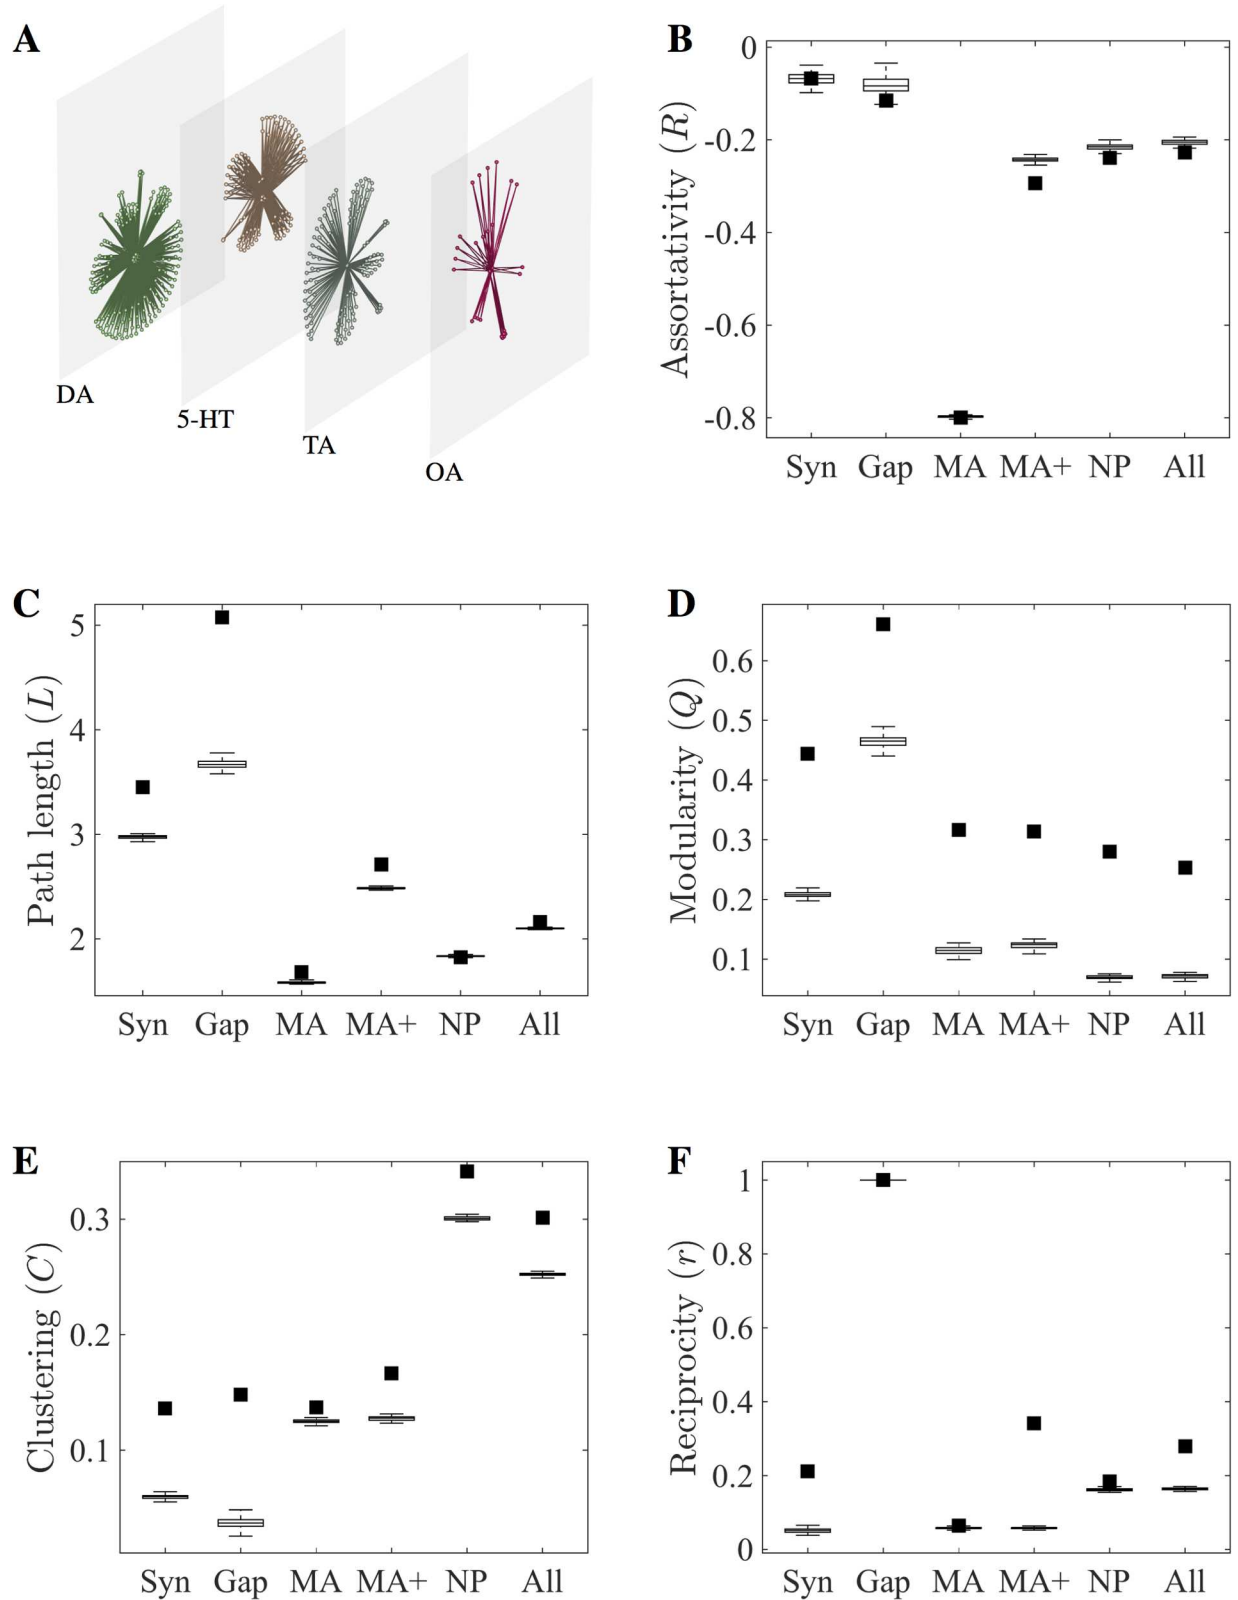 A
DA
5-HT
TA
OA
B
Assortativity (R)
0
-0.2
-0.4
-0.6
-0.8
Syn Gap MA MA+ NP All
C
Path length (L)
5
4
3
2
Syn Gap MA MA+ NP All
D
Modularity (Q)
0.6
0.5
0.4
0.3
0.2
0.1
Syn Gap MA MA+ NP All
E
Clustering (C)
0.3
0.2
0.1
Syn Gap MA MA+ NP All
F
Reciprocity (r)
1
0.8
0.6
0.4
0.2
0
Syn Gap MA MA+ NP All